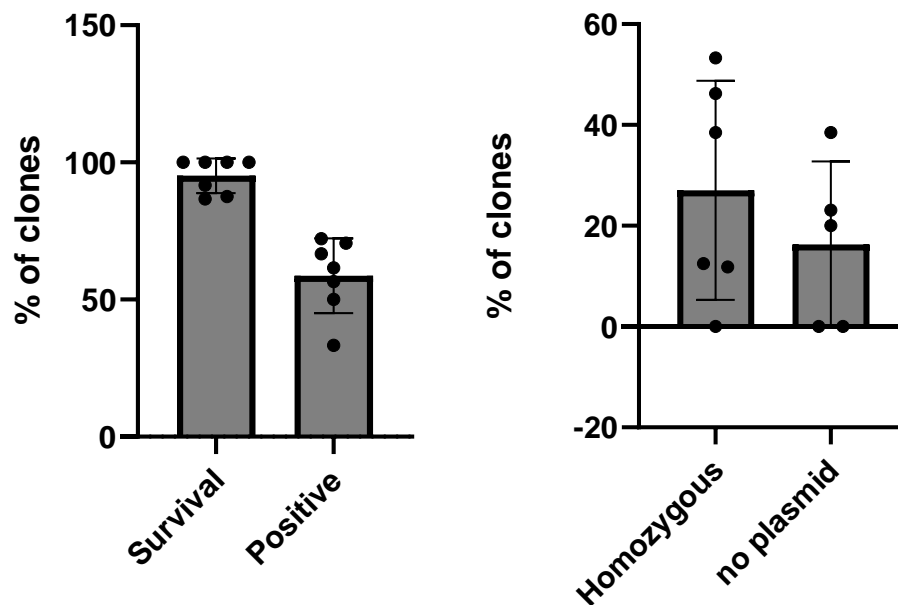 % of clones
150
100
50
0
Survival
Positive
% of clones
60
40
20
0
-20
Homozygous
no plasmid